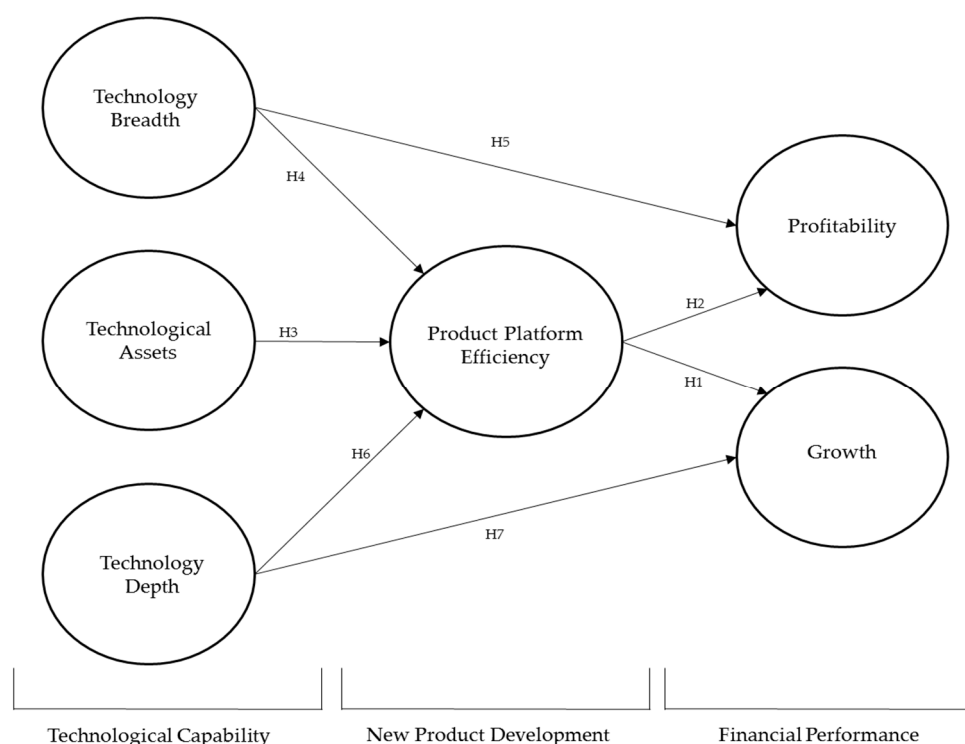 Technology
Breadth
H5
H4
Profitability
Technological
Assets
H3
Product Platform
Efficiency
H2
H1
Growth
H6
Technology
Depth
H7
Technological Capability
New Product Development
Financial Performance